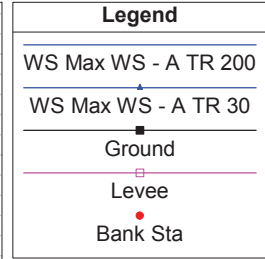 Legend
WS Max WS - A TR 200
WS Max WS - A TR 30
Ground
Levee
Bank Sta